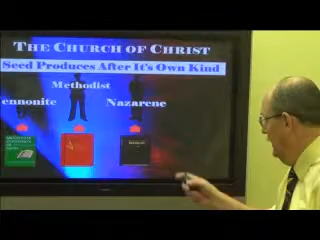 The Church of Christ
Seed Produces After It's Own Kind
Methodist
ennonite
Nazarene